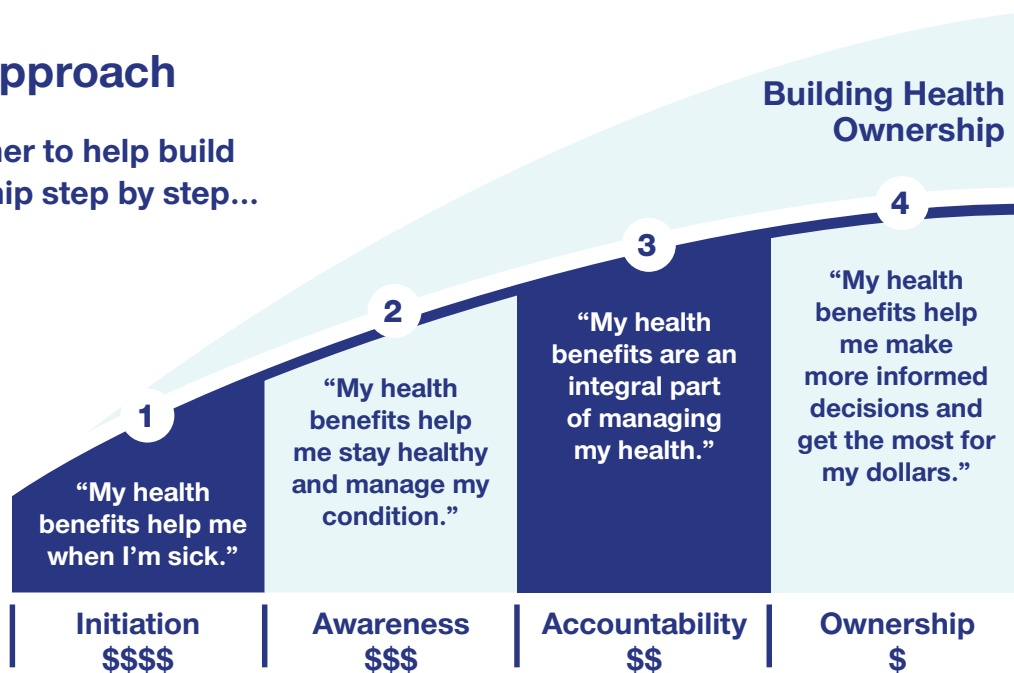 pproach
er to help build
ip step by step...
Building Health
Ownership
1
2
3
4
“My health
benefits help me
when I’m sick.”
“My health
benefits help
me stay healthy
and manage my
condition.”
“My health
benefits are an
integral part
of managing
my health.”
“My health
benefits help
me make
more informed
decisions and
get the most for
my dollars.”
Initiation
$$$$
Awareness
$$$
Accountability
$$
Ownership
$